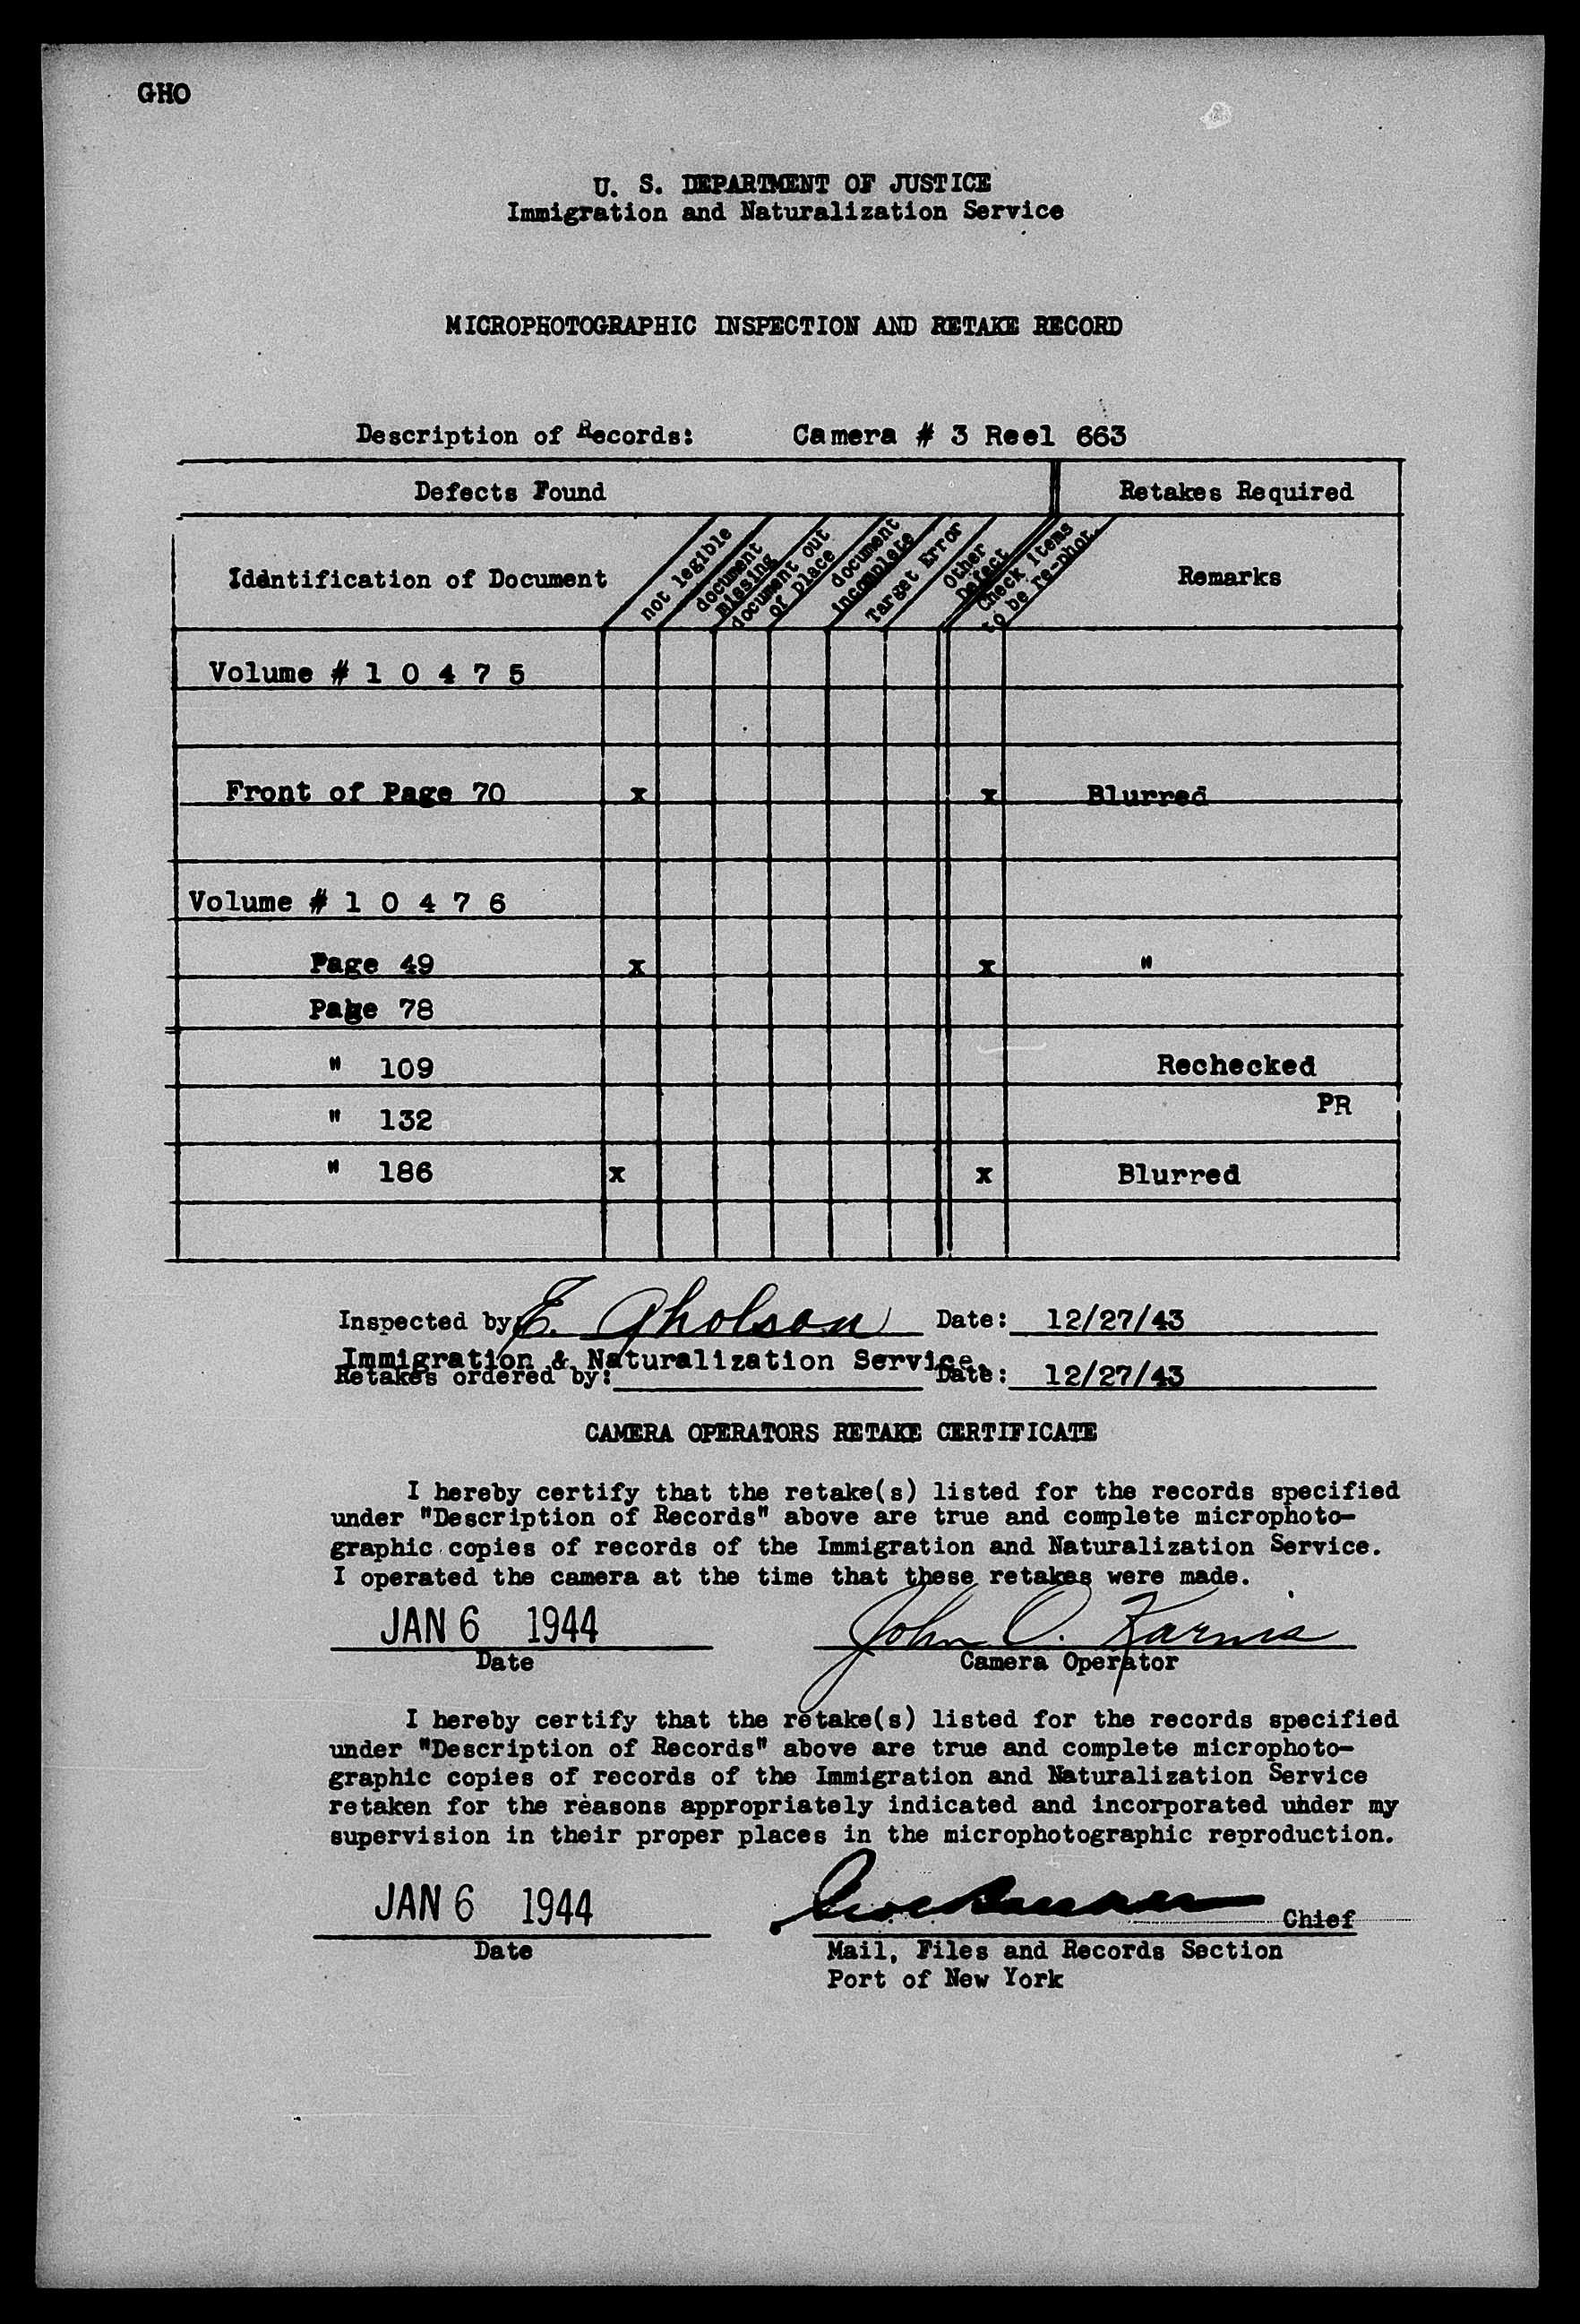 GHO
U. S. DEPARTMENT OF JUSTICE
Immigration and Naturalization Service
MICROPHOTOGRAPHIC INSPECTION AND RETAKE RECORD
Description of Records: Camera # 3 Reel 663
Defects Found Retakes Required
Identification of Document
not legible
document missing
document out of place
document incomplete
Target Error
Other Defect
Check items to be re-phot.
Remarks
Volume # 1 0 4 7 5
Front of Page 70 x x Blurred
Volume # 1 0 4 7 6
Page 49 x x "
Page 78
" 109 Rechecked
" 132 PR
" 186 x x Blurred
Inspected by: E. Gholson Date: 12/27/43
Immigration & Naturalization Service.
Retakes ordered by: Date: 12/27/43
CAMERA OPERATORS RETAKE CERTIFICATE
I hereby certify that the retake(s) listed for the records specified
under "Description of Records" above are true and complete microphoto-
graphic copies of records of the Immigration and Naturalization Service.
I operated the camera at the time that these retakes were made.
JAN 6 1944 John O. Karnis
Date Camera Operator
I hereby certify that the retake(s) listed for the records specified
under "Description of Records" above are true and complete microphoto-
graphic copies of records of the Immigration and Naturalization Service
retaken for the reasons appropriately indicated and incorporated under my
supervision in their proper places in the microphotographic reproduction.
JAN 6 1944 Chief
Date Mail, Files and Records Section
Port of New York